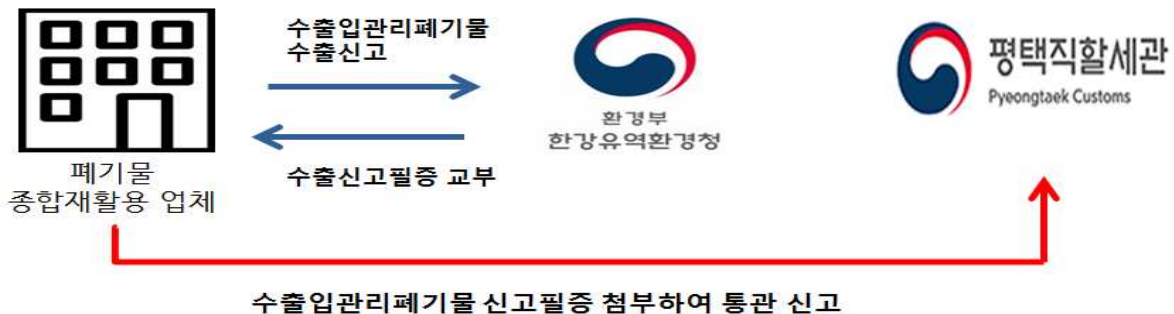 수출입관리폐기물
수출신고
수출신고필증 교부
폐기물
종합재활용 업체
환경부
한강유역환경청
평택직할세관
Pyeongtaek Customs
수출입관리폐기물 신고필증 첨부하여 통관 신고